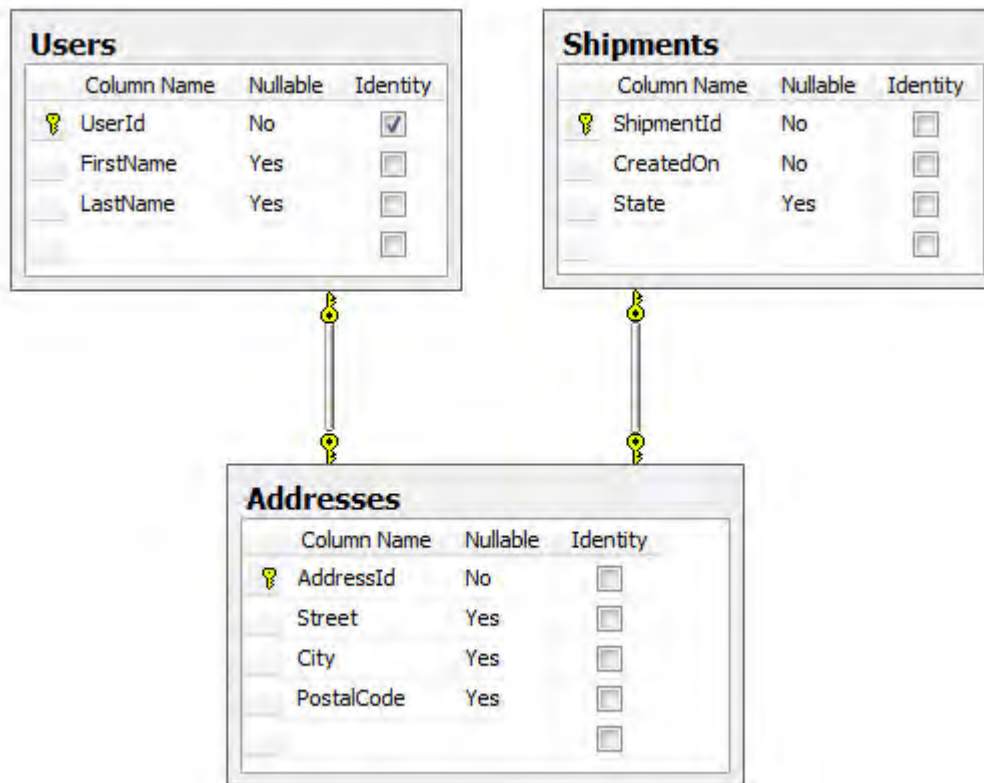 Users
Column Name Nullable Identity
UserId No
FirstName Yes
LastName Yes
Shipments
Column Name Nullable Identity
ShipmentId No
CreatedOn No
State Yes
Addresses
Column Name Nullable Identity
AddressId No
Street Yes
City Yes
PostalCode Yes